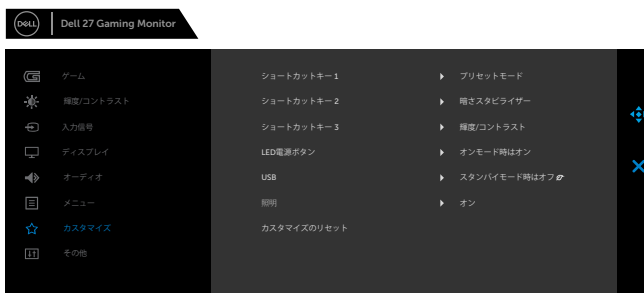 DELL Dell 27 Gaming Monitor
ゲーム ショートカットキー 1 プリセットモード
輝度/コントラスト ショートカットキー 2 暗さスタビライザー
入力信号 ショートカットキー 3 輝度/コントラスト
ディスプレイ LED電源ボタン オンモード時はオン
オーディオ USB スタンバイモード時はオフ
メニュー 照明 オン
カスタマイズ カスタマイズのリセット
その他